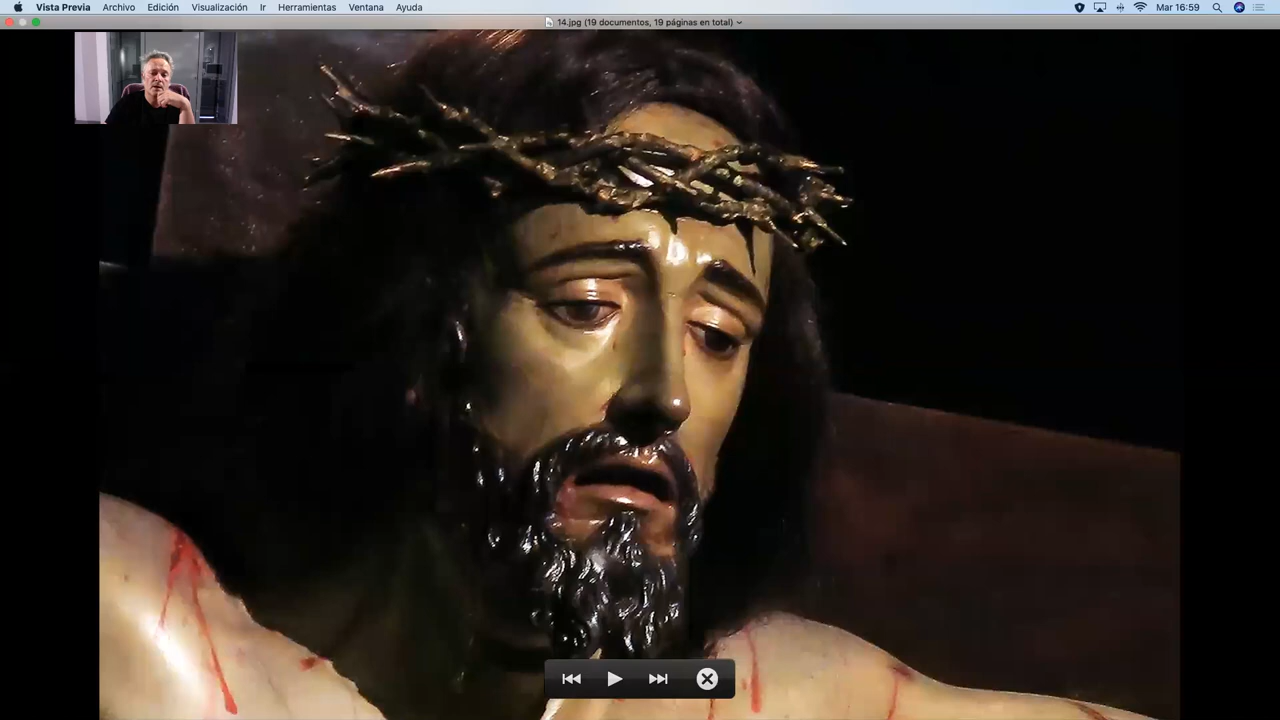 Vista Previa Archivo Edición Visualización Ir Herramientas Ventana Ayuda Mar 16:59
14.jpg (19 documentos, 19 páginas en total)